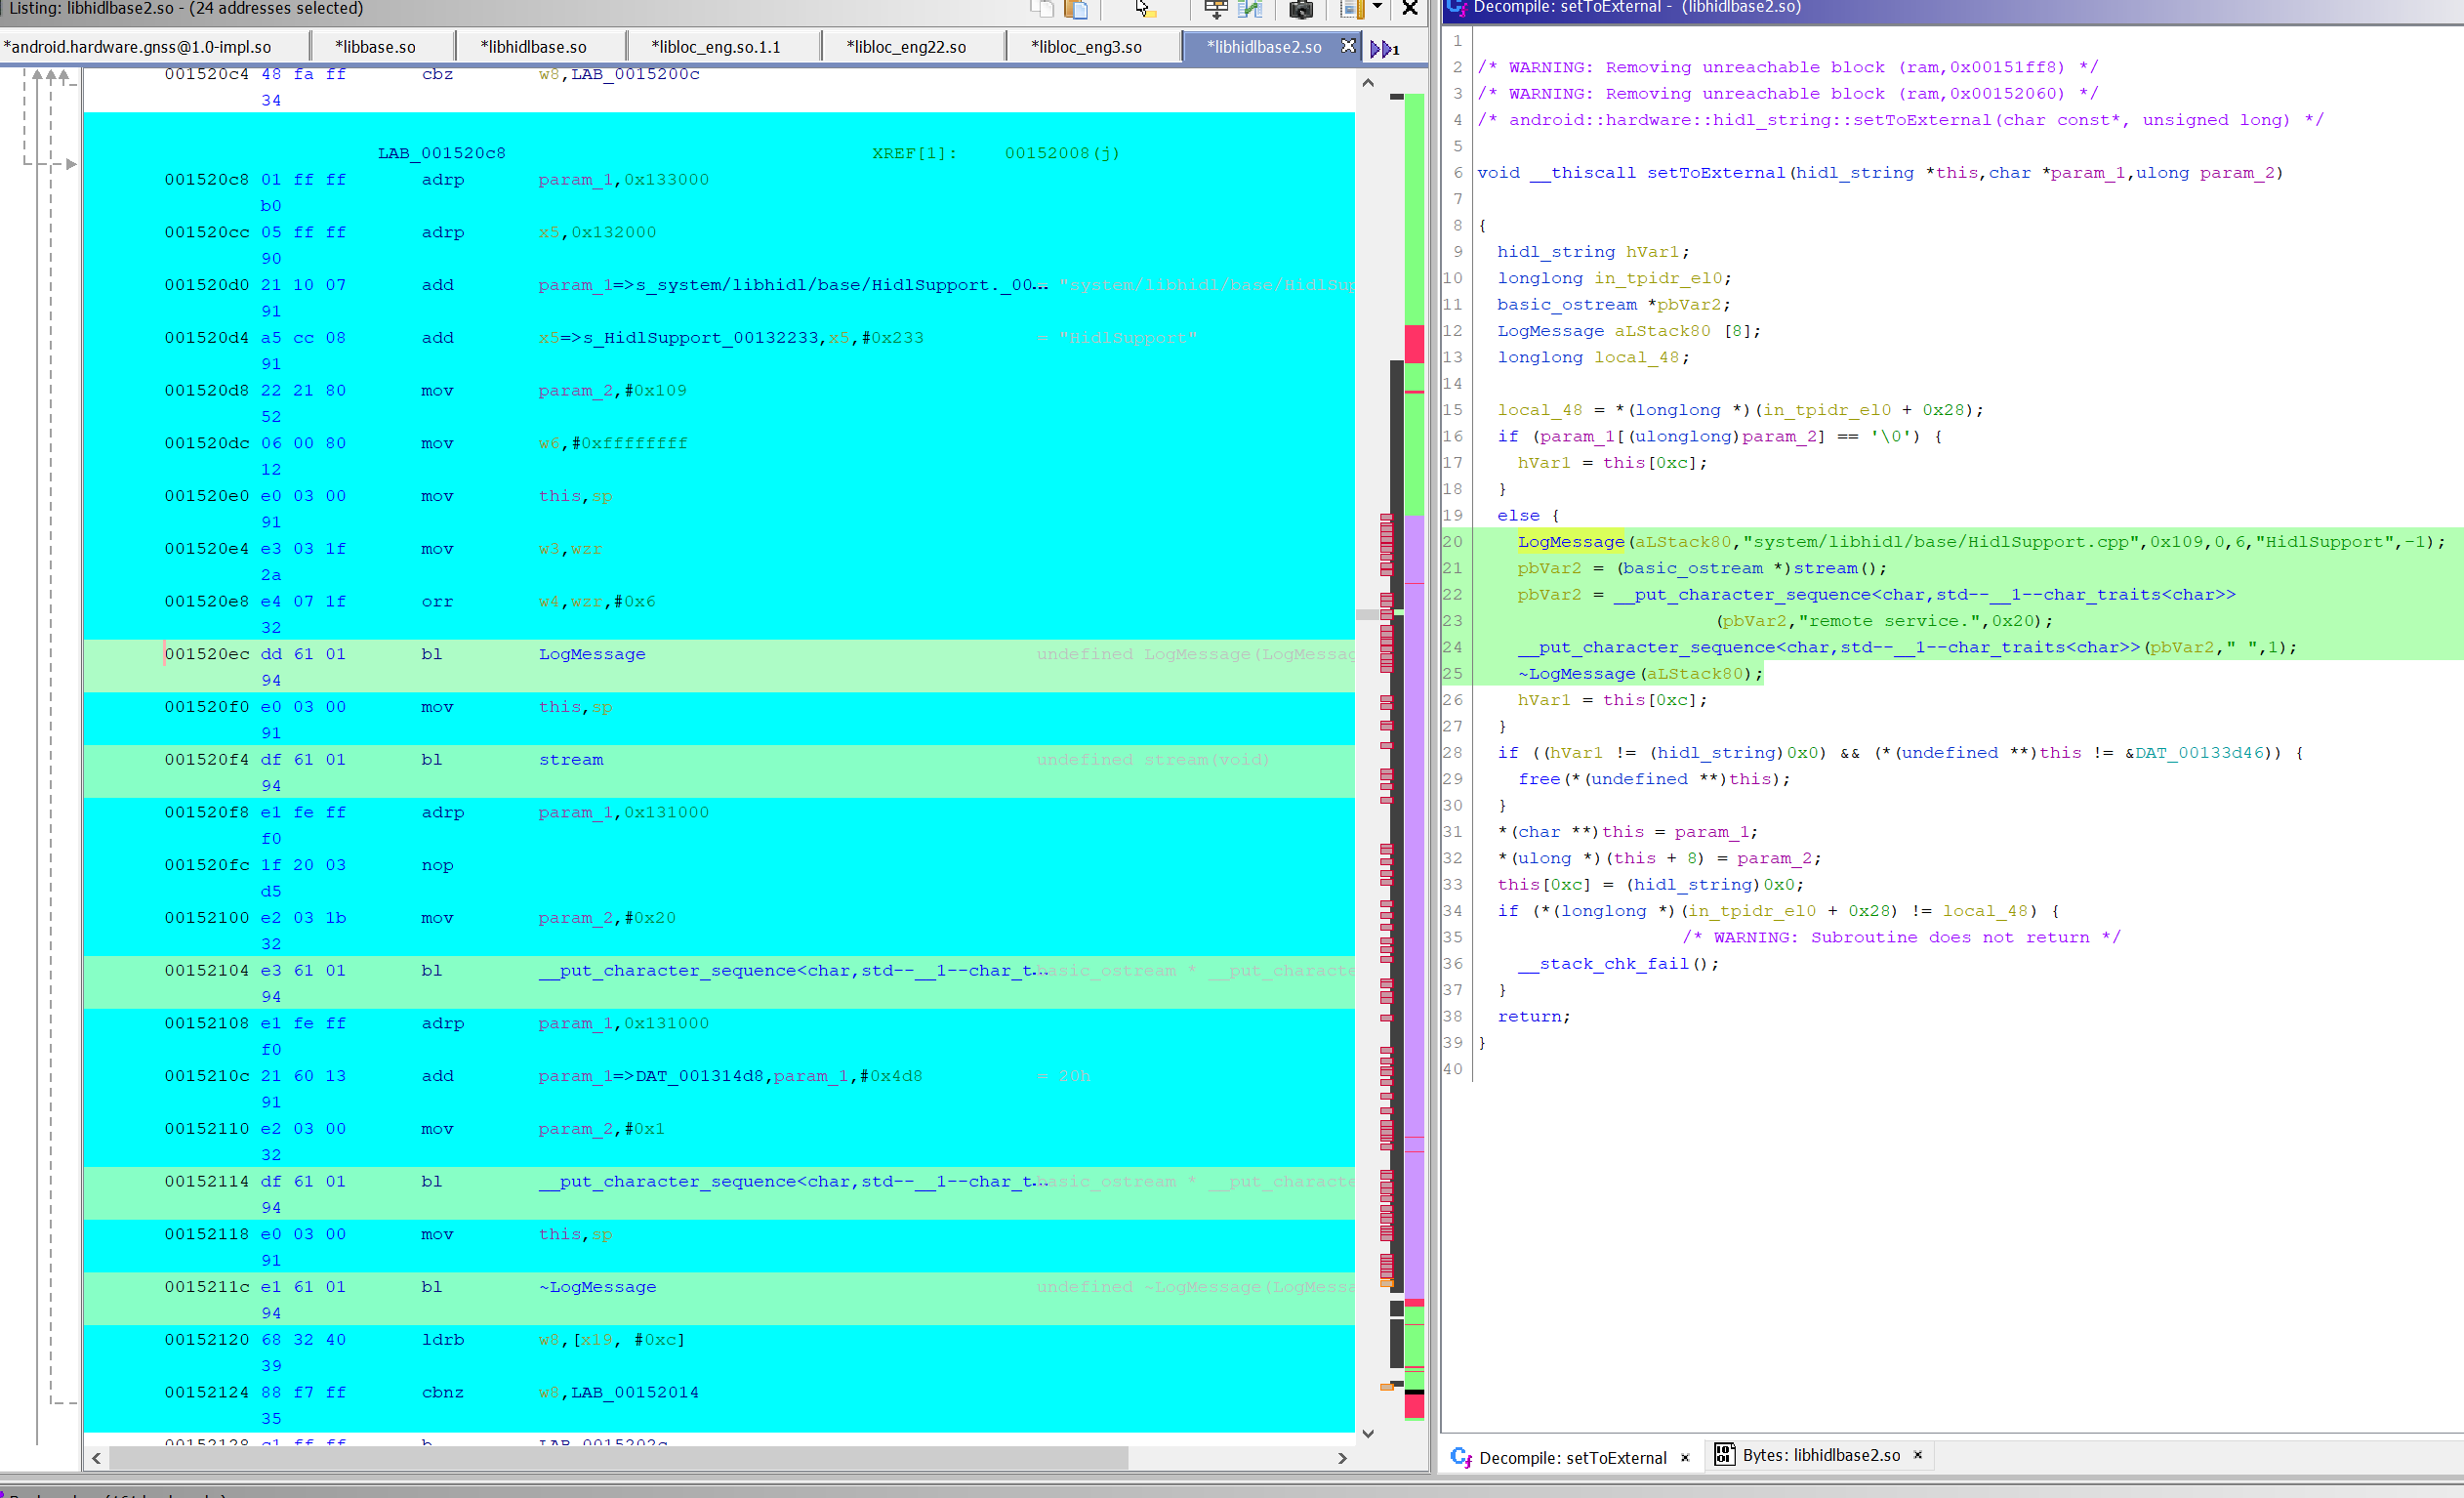 Listing: libhidlbase2.so - (24 addresses selected)
*android.hardware.gnss@1.0-impl.so *libbase.so *libhidlbase.so *libloc_eng.so.1.1 *libloc_eng22.so *libloc_eng3.so *libhidlbase2.so 1
001520c4 48 fa ff cbz w8,LAB_0015200c
34
LAB_001520c8 XREF[1]: 00152008(j)
001520c8 01 ff ff adrp param_1,0x133000
b0
001520cc 05 ff ff adrp x5,0x132000
90
001520d0 21 10 07 add param_1=>s_system/libhidl/base/HidlSupport._00... = "system/libhidl/base/HidlSup
91
001520d4 a5 cc 08 add x5=>s_HidlSupport_00132233,x5,#0x233 = "HidlSupport"
91
001520d8 22 21 80 mov param_2,#0x109
52
001520dc 06 00 80 mov w6,#0xffffffff
12
001520e0 e0 03 00 mov this,sp
91
001520e4 e3 03 1f mov w3,wzr
2a
001520e8 e4 07 1f orr w4,wzr,#0x6
32
001520ec dd 61 01 bl LogMessage undefined LogMessage(LogMessag
94
001520f0 e0 03 00 mov this,sp
91
001520f4 df 61 01 bl stream undefined stream(void)
94
001520f8 e1 fe ff adrp param_1,0x131000
f0
001520fc 1f 20 03 nop
d5
00152100 e2 03 1b mov param_2,#0x20
32
00152104 e3 61 01 bl __put_character_sequence<char,std--__1--char_t... basic_ostream * __put_characte
94
00152108 e1 fe ff adrp param_1,0x131000
f0
0015210c 21 60 13 add param_1=>DAT_001314d8,param_1,#0x4d8 = 20h
91
00152110 e2 03 00 mov param_2,#0x1
32
00152114 df 61 01 bl __put_character_sequence<char,std--__1--char_t... basic_ostream * __put_characte
94
00152118 e0 03 00 mov this,sp
91
0015211c e1 61 01 bl ~LogMessage undefined ~LogMessage(LogMessa
94
00152120 68 32 40 ldrb w8,[x19, #0xc]
39
00152124 88 f7 ff cbnz w8,LAB_00152014
35
Decompile: setToExternal - (libhidlbase2.so)
1
2 /* WARNING: Removing unreachable block (ram,0x00151ff8) */
3 /* WARNING: Removing unreachable block (ram,0x00152060) */
4 /* android::hardware::hidl_string::setToExternal(char const*, unsigned long) */
5
6 void __thiscall setToExternal(hidl_string *this,char *param_1,ulong param_2)
7
8 {
9 hidl_string hVar1;
10 longlong in_tpidr_el0;
11 basic_ostream *pbVar2;
12 LogMessage aLStack80 [8];
13 longlong local_48;
14
15 local_48 = *(longlong *)(in_tpidr_el0 + 0x28);
16 if (param_1[(ulonglong)param_2] == '\0') {
17 hVar1 = this[0xc];
18 }
19 else {
20 LogMessage(aLStack80,"system/libhidl/base/HidlSupport.cpp",0x109,0,6,"HidlSupport",-1);
21 pbVar2 = (basic_ostream *)stream();
22 pbVar2 = __put_character_sequence<char,std--__1--char_traits<char>>
23 (pbVar2,"remote service.",0x20);
24 __put_character_sequence<char,std--__1--char_traits<char>>(pbVar2," ",1);
25 ~LogMessage(aLStack80);
26 hVar1 = this[0xc];
27 }
28 if ((hVar1 != (hidl_string)0x0) && (*(undefined **)this != &DAT_00133d46)) {
29 free(*(undefined **)this);
30 }
31 *(char **)this = param_1;
32 *(ulong *)(this + 8) = param_2;
33 this[0xc] = (hidl_string)0x0;
34 if (*(longlong *)(in_tpidr_el0 + 0x28) != local_48) {
35 /* WARNING: Subroutine does not return */
36 __stack_chk_fail();
37 }
38 return;
39 }
40
Decompile: setToExternal Bytes: libhidlbase2.so